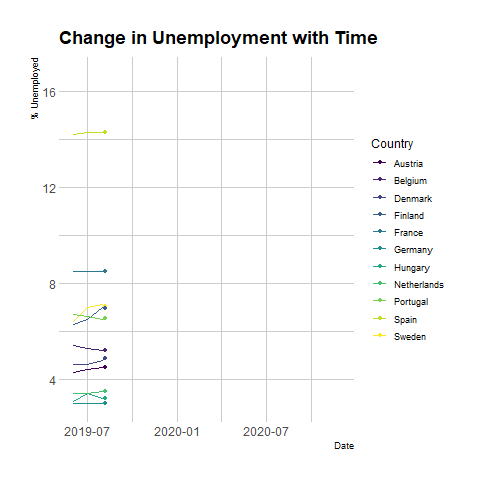 Change in Unemployment with Time
% Unemployed
16
12
8
4
2019-07
2020-01
2020-07
Date
Country
Austria
Belgium
Denmark
Finland
France
Germany
Hungary
Netherlands
Portugal
Spain
Sweden